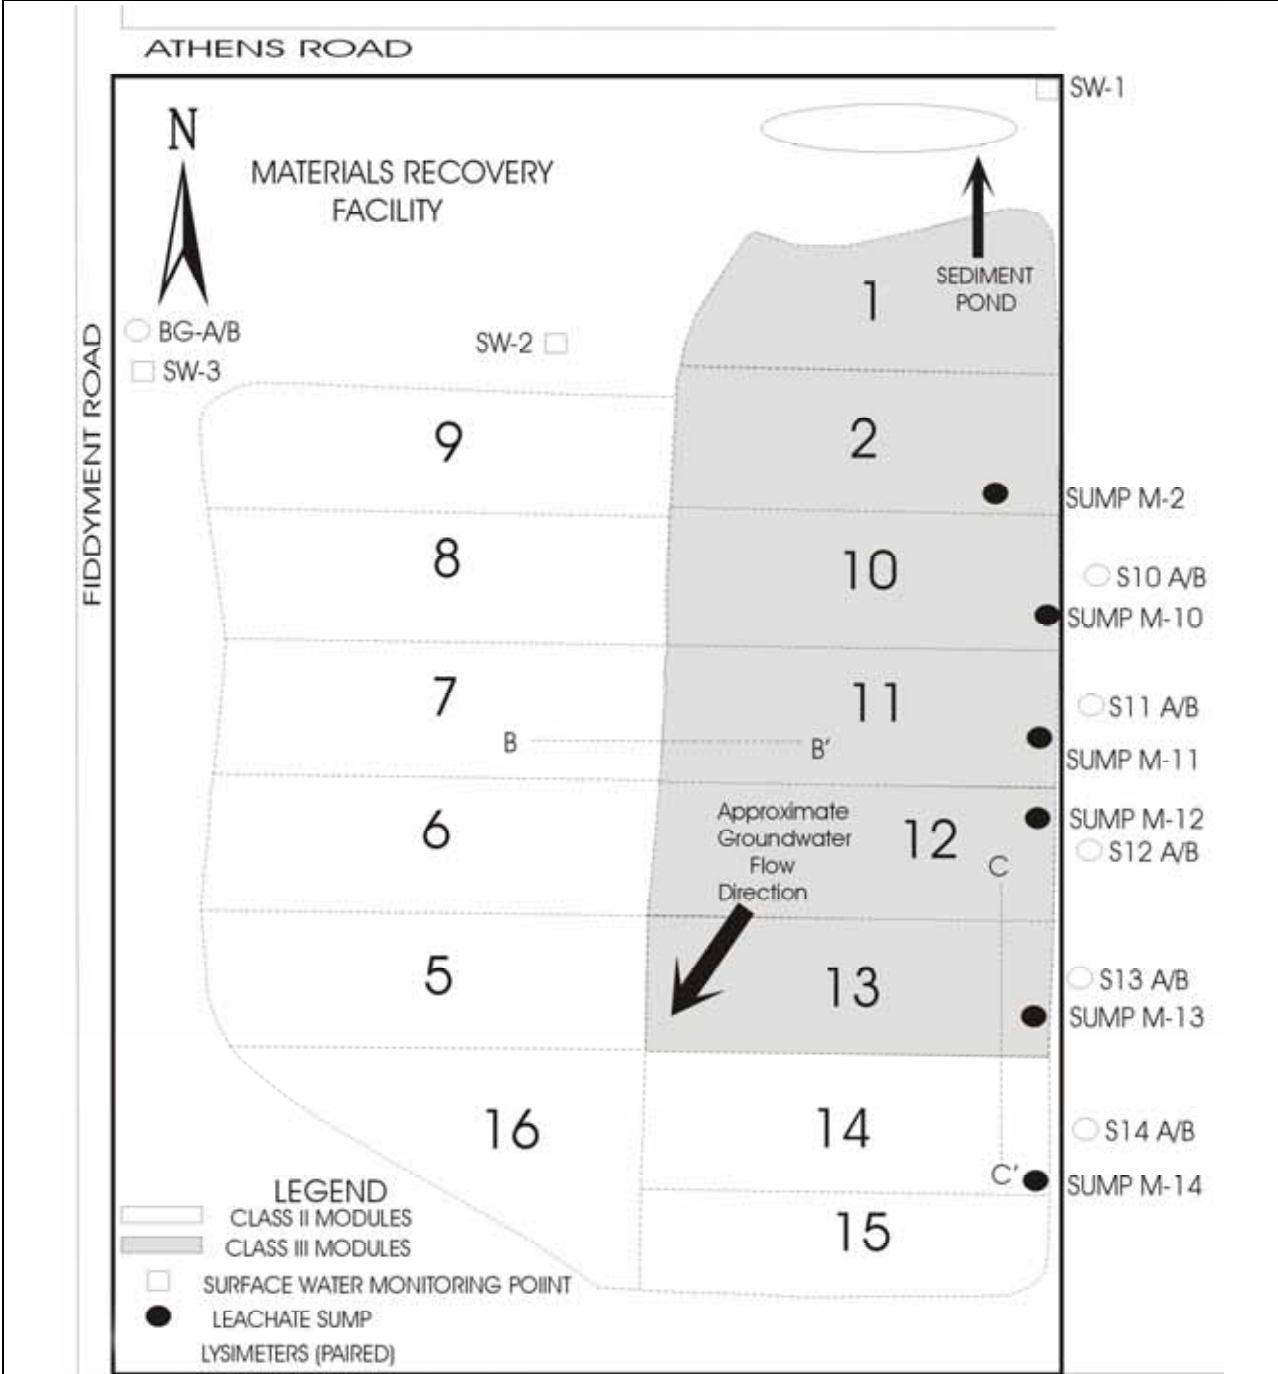 ATHENS ROAD
SW-1
N
MATERIALS RECOVERY
FACILITY
SEDIMENT
POND
1
BG-A/B
SW-2
SW-3
FIDDYMENT ROAD
9
2
SUMP M-2
8
10
S10 A/B
SUMP M-10
7
11
S11 A/B
B
B'
SUMP M-11
Approximate
Groundwater
Flow
Direction
6
12
SUMP M-12
S12 A/B
C
5
13
S13 A/B
SUMP M-13
16
14
S14 A/B
C'
SUMP M-14
15
LEGEND
CLASS II MODULES
CLASS III MODULES
SURFACE WATER MONITORING POIINT
LEACHATE SUMP
LYSIMETERS (PAIRED)